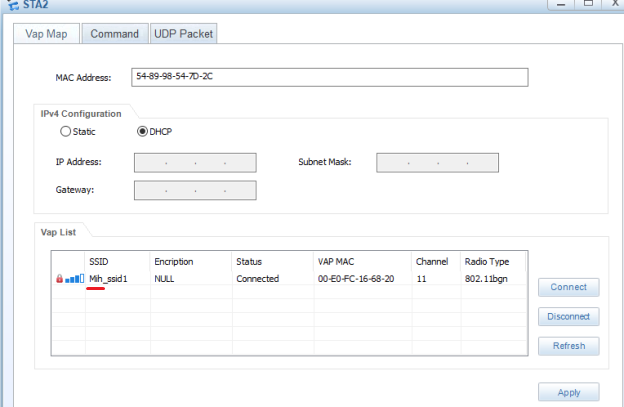 STA2
Vap Map Command UDP Packet
MAC Address: 54-89-98-54-7D-2C
IPv4 Configuration
Static DHCP
IP Address: . . . Subnet Mask: . . .
Gateway: . . .
Vap List
SSID Encription Status VAP MAC Channel Radio Type
Mih_ssid1 NULL Connected 00-E0-FC-16-68-20 11 802.11bgn
Connect
Disconnect
Refresh
Apply